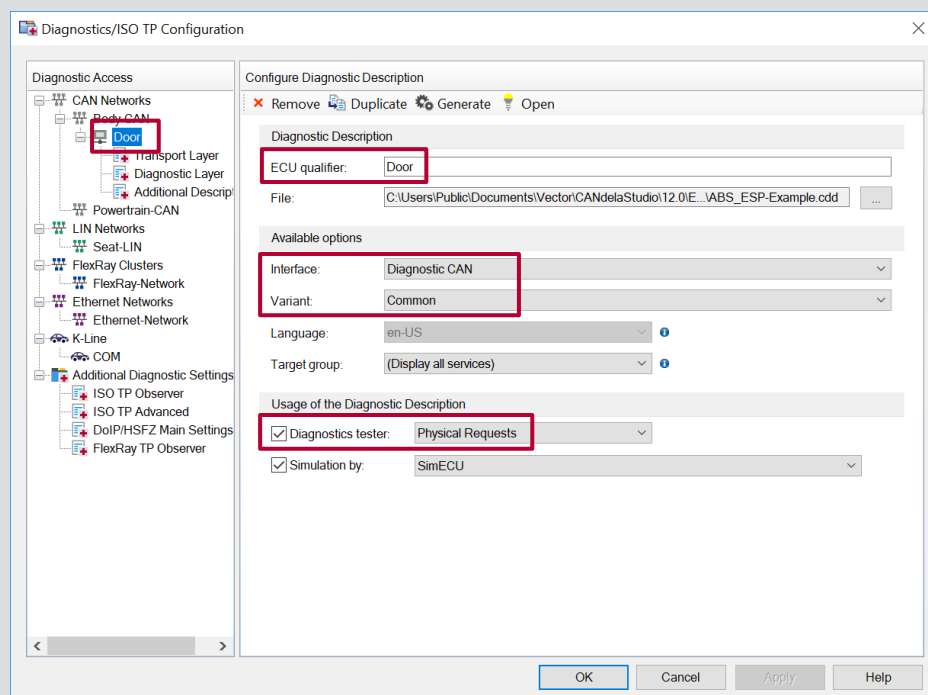 Diagnostics/ISO TP Configuration
Diagnostic Access
CAN Networks
Body CAN
Door
Transport Layer
Diagnostic Layer
Additional Descrip
Powertrain-CAN
LIN Networks
Seat-LIN
FlexRay Clusters
FlexRay-Network
Ethernet Networks
Ethernet-Network
K-Line
COM
Additional Diagnostic Settings
ISO TP Observer
ISO TP Advanced
DoIP/HSFZ Main Settings
FlexRay TP Observer
Configure Diagnostic Description
Remove Duplicate Generate Open
Diagnostic Description
ECU qualifier: Door
File: C:\Users\Public\Documents\Vector\CANdelaStudio\12.0\E...\ABS_ESP-Example.cdd ...
Available options
Interface: Diagnostic CAN
Variant: Common
Language: en-US
Target group: (Display all services)
Usage of the Diagnostic Description
Diagnostics tester: Physical Requests
Simulation by: SimECU
OK Cancel Apply Help